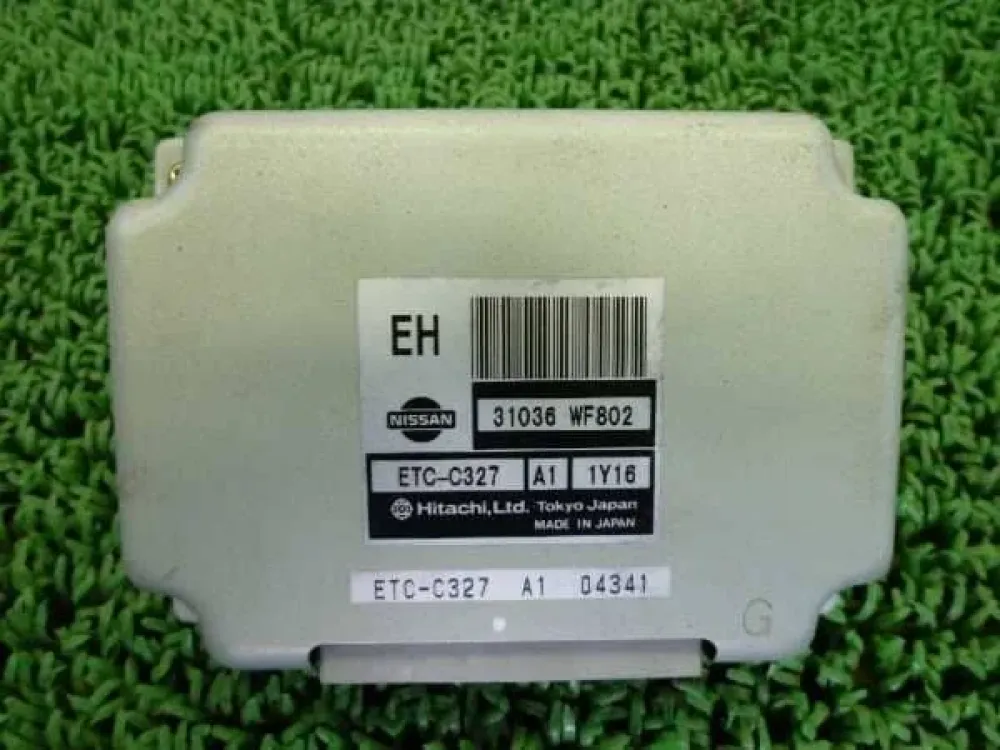 EH
NISSAN
31036 WF802
ETC-C327 A1 1Y16
Hitachi,Ltd. Tokyo Japan
MADE IN JAPAN
ETC-C327 A1 04341
G